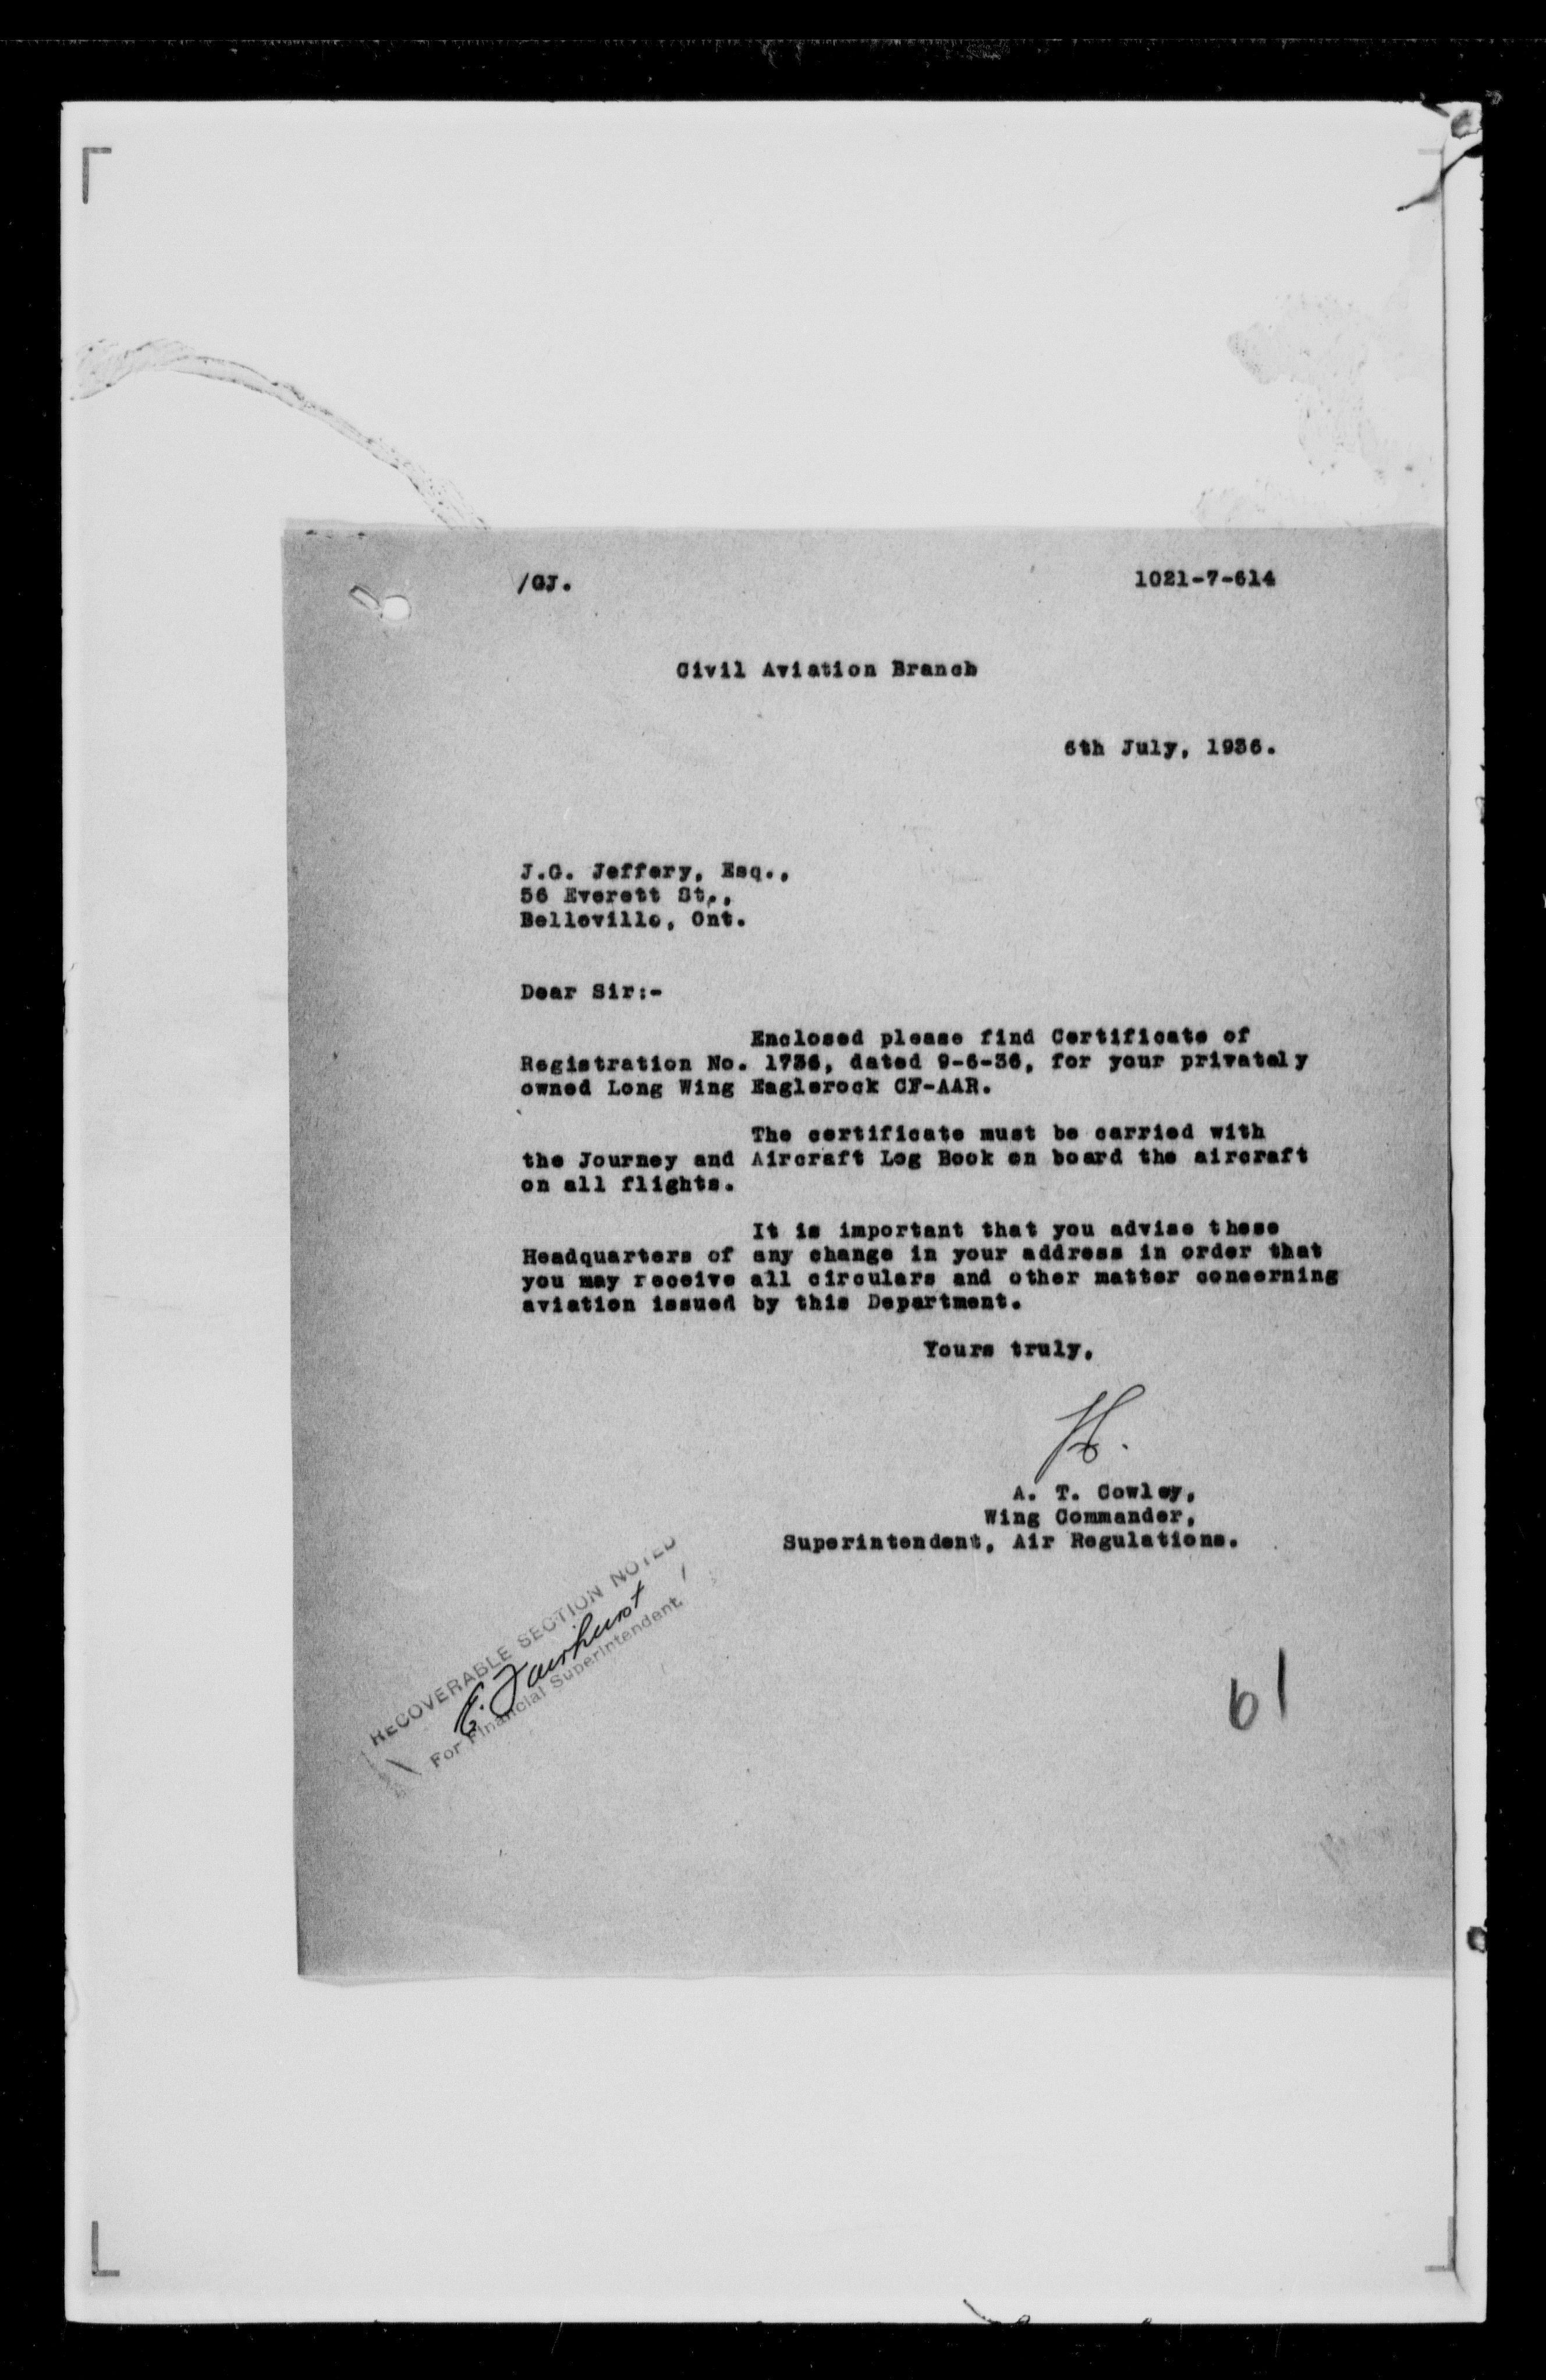 /GJ.
1021-7-614
Civil Aviation Branch
6th July, 1936.
J.G. Jeffery, Esq.,
56 Everett St.,
Belleville, Ont.
Dear Sir:-
Enclosed please find Certificate of
Registration No. 1736, dated 9-6-36, for your privately
owned Long Wing Eaglerock CF-AAR.
The certificate must be carried with
the Journey and Aircraft Log Book on board the aircraft
on all flights.
It is important that you advise these
Headquarters of any change in your address in order that
you may receive all circulars and other matter concerning
aviation issued by this Department.
Yours truly,
A. T. Cowley,
Wing Commander,
Superintendent, Air Regulations.
RECOVERABLE SECTION NOTED
E. Fairhurst
For Financial Superintendent
61